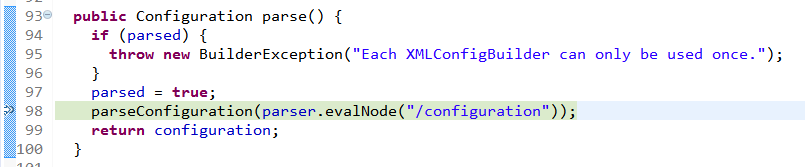 93 public Configuration parse() {
94 if (parsed) {
95 throw new BuilderException("Each XMLConfigBuilder can only be used once.");
96 }
97 parsed = true;
98 parseConfiguration(parser.evalNode("/configuration"));
99 return configuration;
100 }